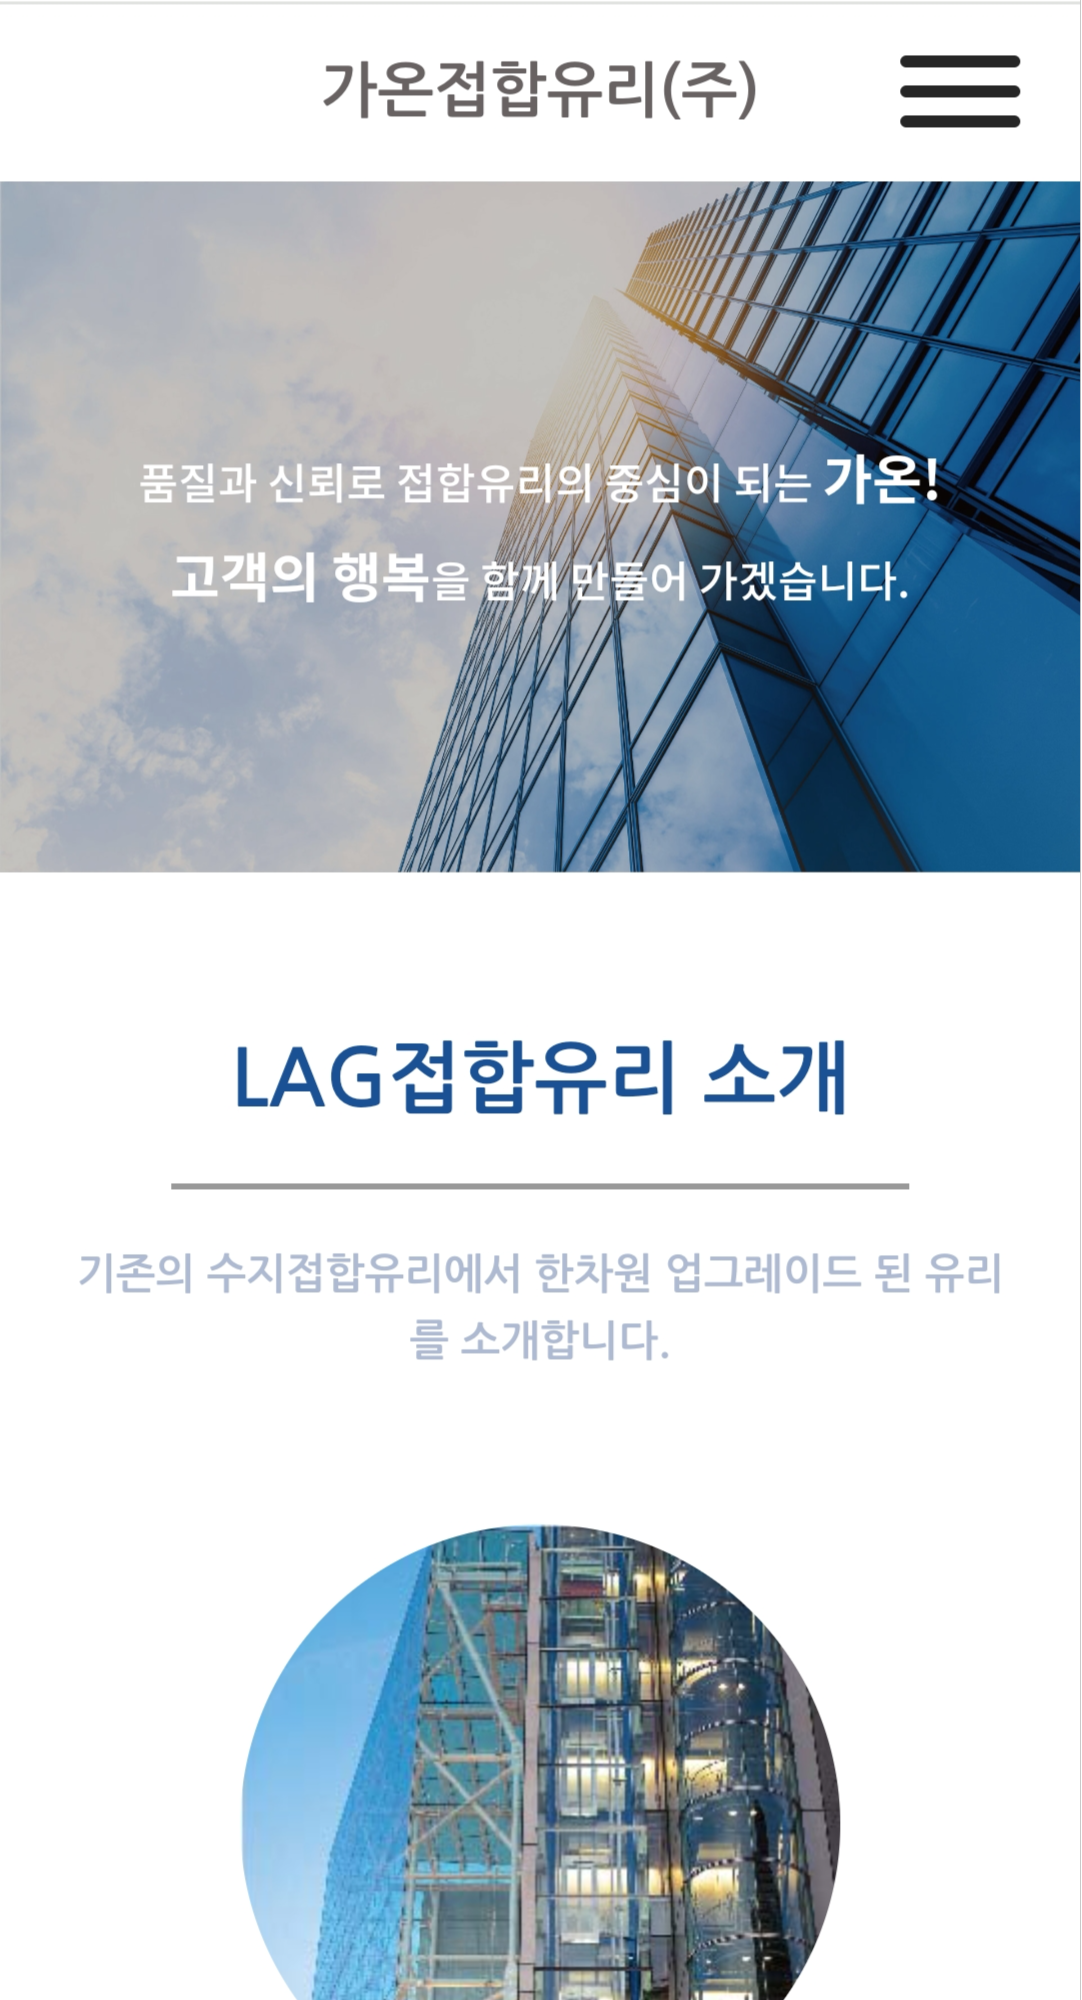 가온접합유리(주)
품질과 신뢰로 접합유리의 중심이 되는 가온!
고객의 행복을 함께 만들어 가겠습니다.
LAG접합유리 소개
기존의 수지접합유리에서 한차원 업그레이드 된 유리
를 소개합니다.